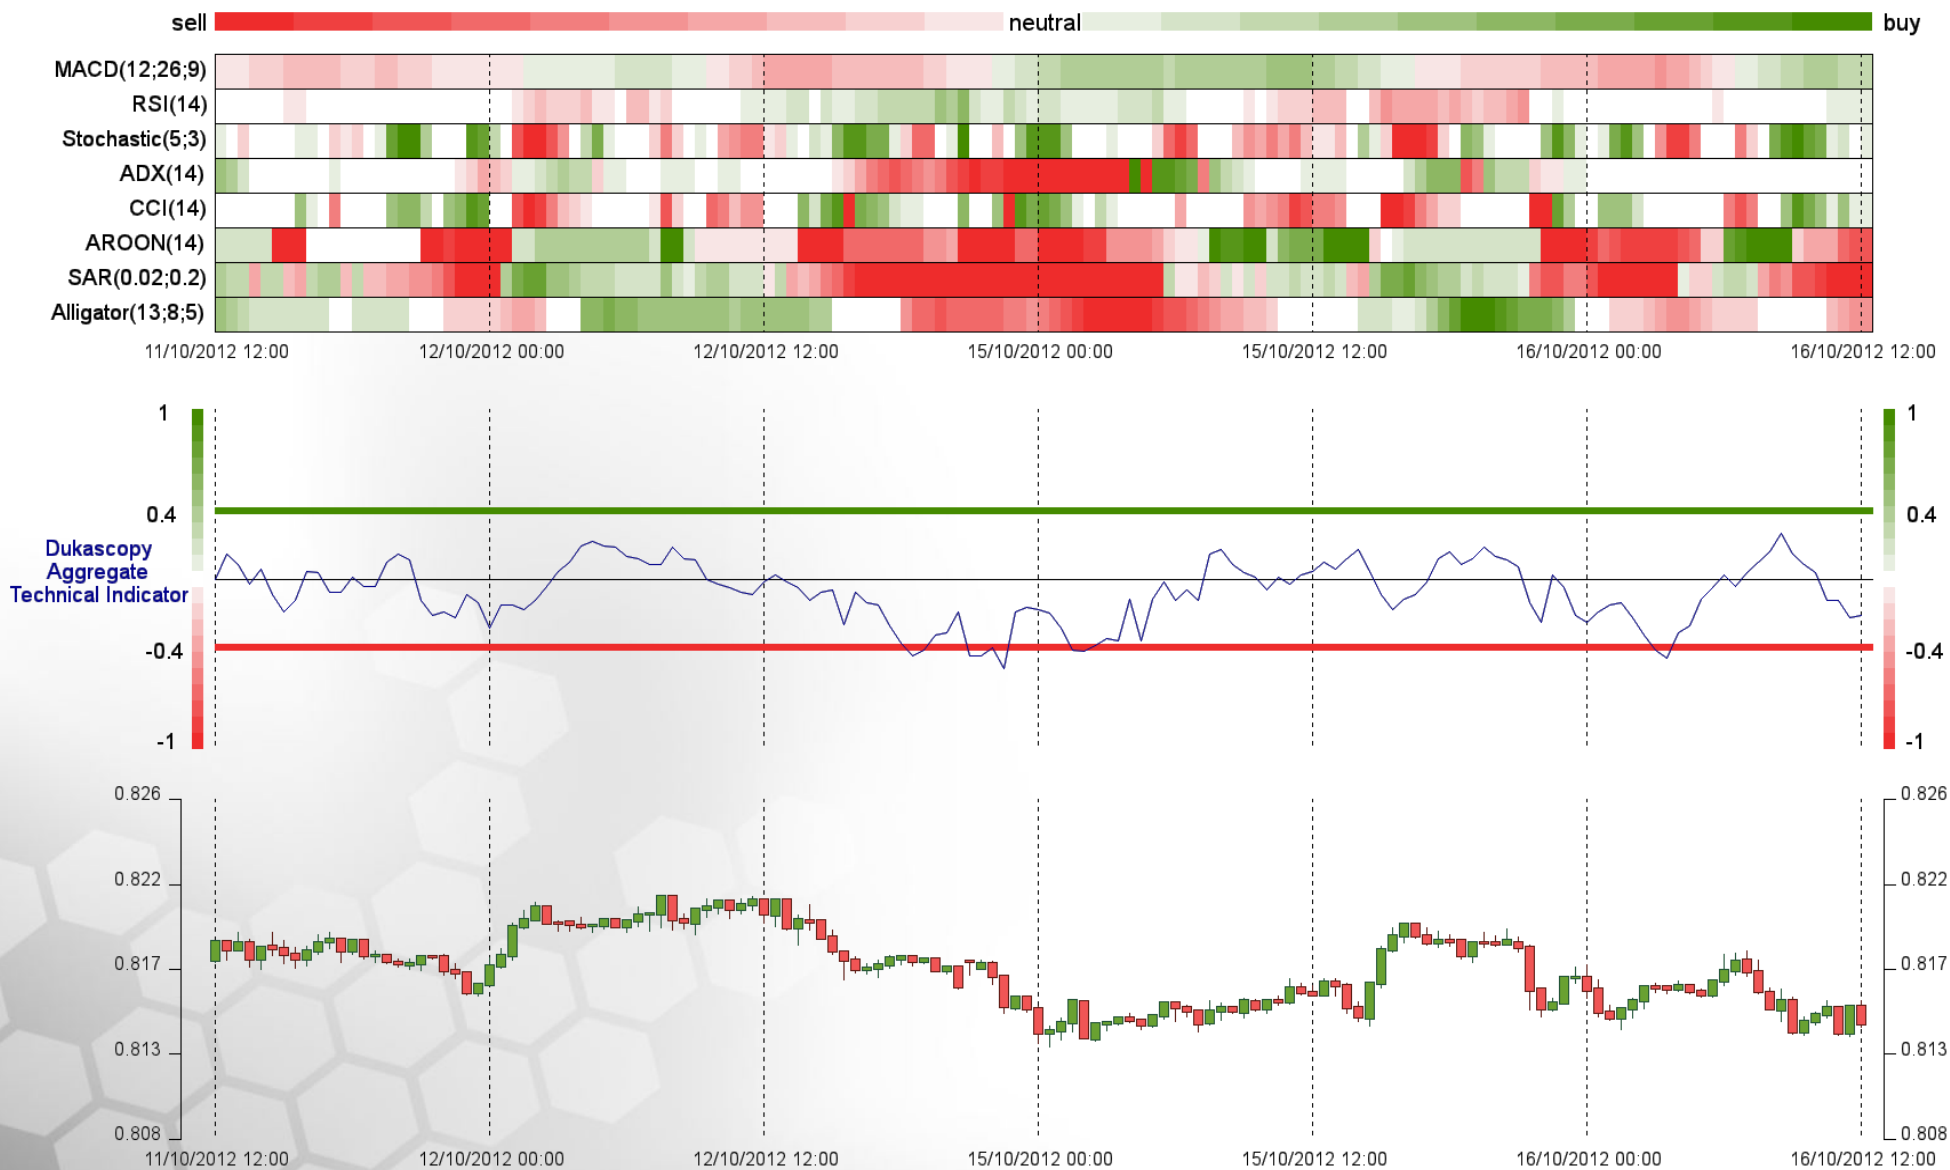 sell neutral buy
MACD(12;26;9)
RSI(14)
Stochastic(5;3)
ADX(14)
CCI(14)
AROON(14)
SAR(0.02;0.2)
Alligator(13;8;5)
11/10/2012 12:00 12/10/2012 00:00 12/10/2012 12:00 15/10/2012 00:00 15/10/2012 12:00 16/10/2012 00:00 16/10/2012 12:00
1 1
0.4 0.4
Dukascopy
Aggregate
Technical Indicator
-0.4 -0.4
-1 -1
0.826 0.826
0.822 0.822
0.817 0.817
0.813 0.813
0.808 0.808
11/10/2012 12:00 12/10/2012 00:00 12/10/2012 12:00 15/10/2012 00:00 15/10/2012 12:00 16/10/2012 00:00 16/10/2012 12:00